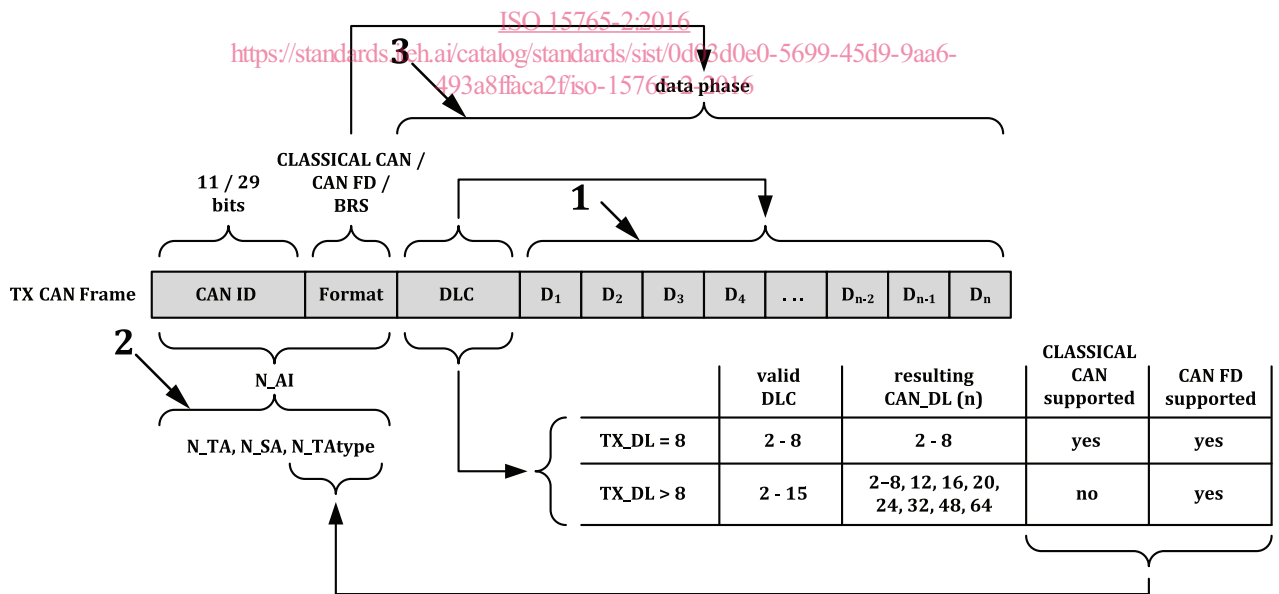 ISO 15765-2:2016
https://standards.iteh.ai/catalog/standards/sist/0d03d0e0-5699-45d9-9aa6-
493a8ffaca2f/iso-15765-2-2016
3
data phase
CLASSICAL CAN /
CAN FD /
BRS
11 / 29
bits
1
TX CAN Frame
CAN ID
Format
DLC
D1
D2
D3
D4
...
Dn-2
Dn-1
Dn
2
N_AI
N_TA, N_SA, N_TAtype
valid
DLC
resulting
CAN_DL (n)
CLASSICAL
CAN
supported
CAN FD
supported
TX_DL = 8
2 - 8
2 - 8
yes
yes
TX_DL > 8
2 - 15
2–8, 12, 16, 20,
24, 32, 48, 64
no
yes